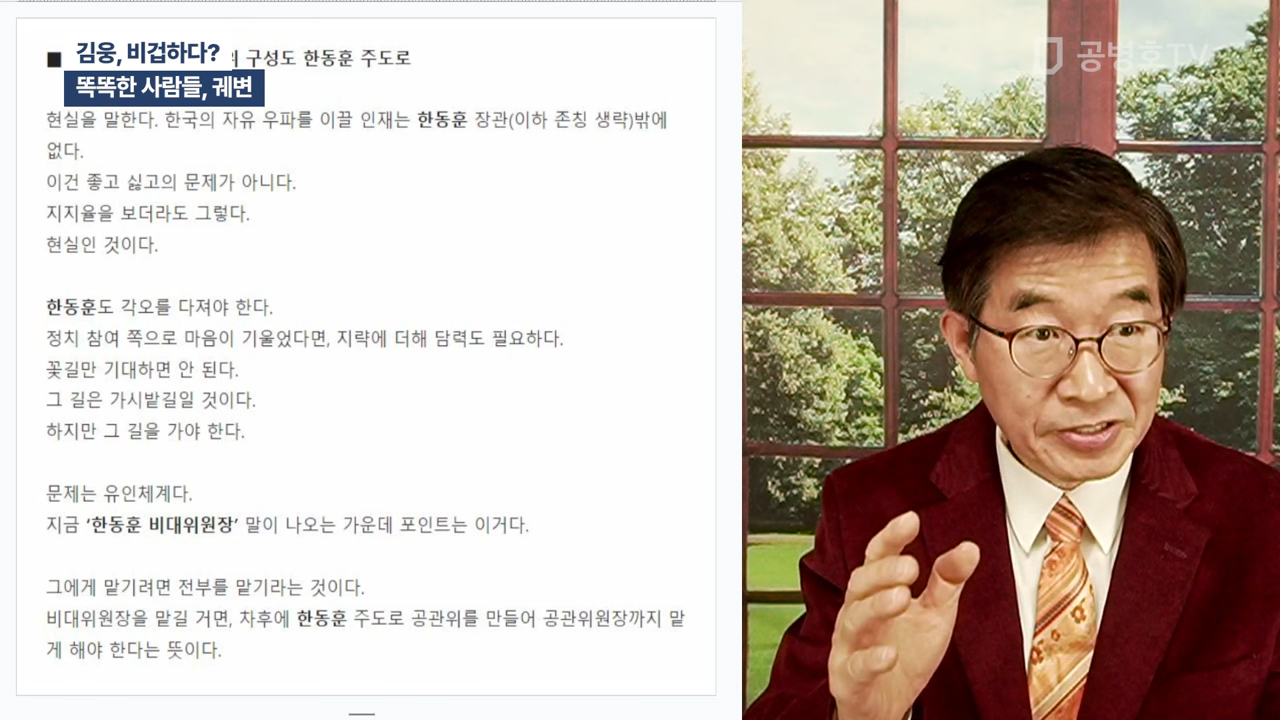 김웅, 비겁하다?
똑똑한 사람들, 궤변
■ 구성도 한동훈 주도로
공병호TV
현실을 말한다. 한국의 자유 우파를 이끌 인재는 한동훈 장관(이하 존칭 생략)밖에
없다.
이건 좋고 싫고의 문제가 아니다.
지지율을 보더라도 그렇다.
현실인 것이다.
한동훈도 각오를 다져야 한다.
정치 참여 쪽으로 마음이 기울었다면, 지략에 더해 담력도 필요하다.
꽃길만 기대하면 안 된다.
그 길은 가시밭길일 것이다.
하지만 그 길을 가야 한다.
문제는 유인체계다.
지금 ‘한동훈 비대위원장’ 말이 나오는 가운데 포인트는 이거다.
그에게 맡기려면 전부를 맡기라는 것이다.
비대위원장을 맡길 거면, 차후에 한동훈 주도로 공관위를 만들어 공관위원장까지 맡
게 해야 한다는 뜻이다.